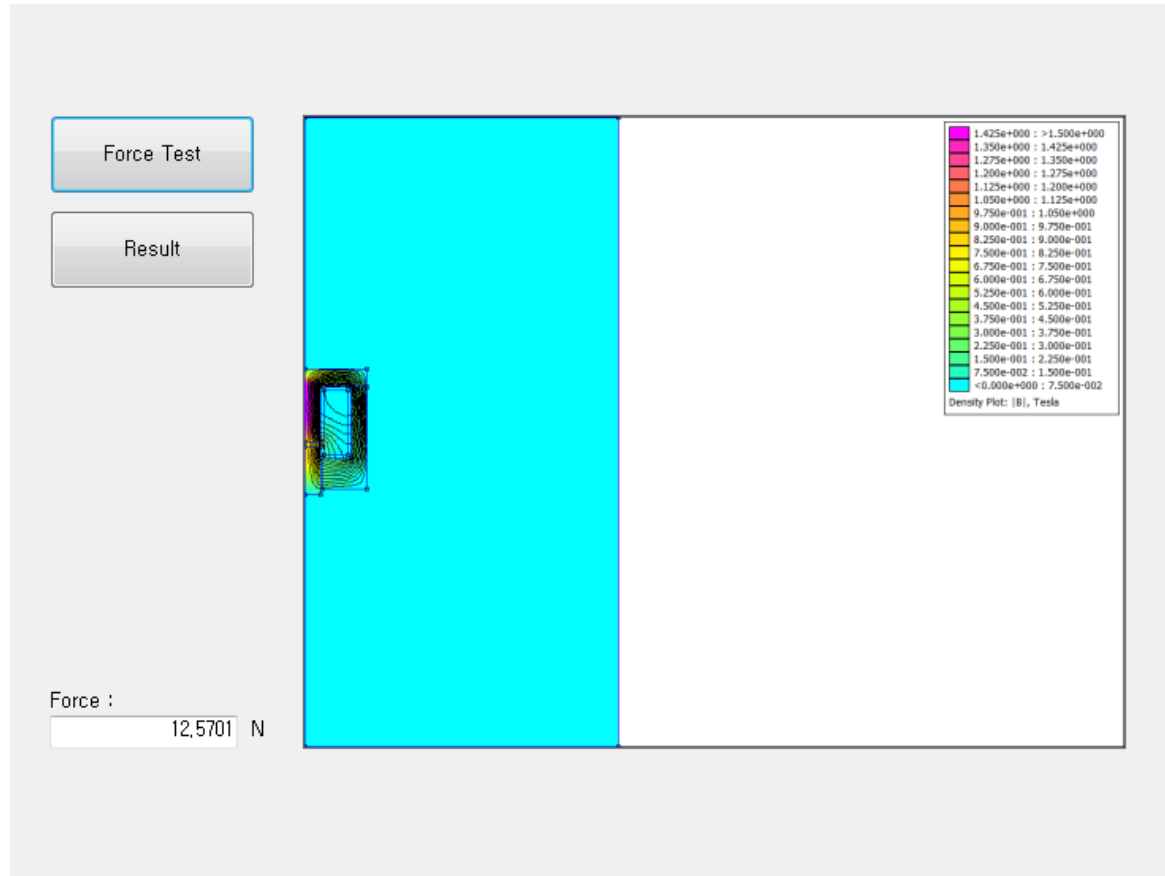 Force Test
Result
1.425e+000 : >1.500e+000
1.350e+000 : 1.425e+000
1.275e+000 : 1.350e+000
1.200e+000 : 1.275e+000
1.125e+000 : 1.200e+000
1.050e+000 : 1.125e+000
9.750e-001 : 1.050e+000
9.000e-001 : 9.750e-001
8.250e-001 : 9.000e-001
7.500e-001 : 8.250e-001
6.750e-001 : 7.500e-001
6.000e-001 : 6.750e-001
5.250e-001 : 6.000e-001
4.500e-001 : 5.250e-001
3.750e-001 : 4.500e-001
3.000e-001 : 3.750e-001
2.250e-001 : 3.000e-001
1.500e-001 : 2.250e-001
7.500e-002 : 1.500e-001
<0.000e+000 : 7.500e-002
Density Plot: |B|, Tesla
Force :
12,5701 N